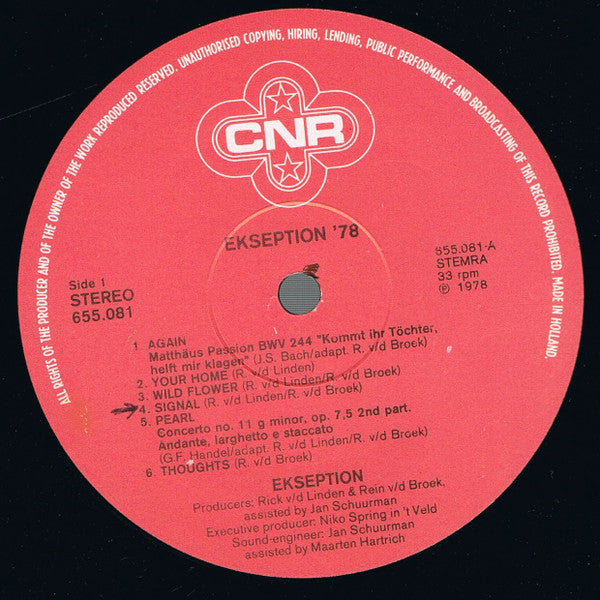 ALL RIGHTS OF THE PRODUCER AND OF THE OWNER OF THE WORK REPRODUCED RESERVED. UNAUTHORISED COPYING, HIRING, LENDING, PUBLIC PERFORMANCE AND BROADCASTING OF THIS RECORD PROHIBITED. MADE IN HOLLAND.
CNR
EKSEPTION '78
Side 1
STEREO
655.081
655.081-A
STEMRA
33 rpm
℗ 1978
1 AGAIN
Matthäus Passion BWV 244 "Kommt ihr Töchter,
helft mir klagen" (J.S. Bach/adapt. R. v/d Broek)
2. YOUR HOME (R. v/d Linden)
3. WILD FLOWER (R. v/d Linden/R. v/d Broek)
4. SIGNAL (R. v/d Linden/R. v/d Broek)
5. PEARL
Concerto no. 11 g minor, op. 7,5 2nd part.
Andante, larghetto e staccato
(G.F. Handel/adapt R. v/d Linden/R. v/d Broek)
6. THOUGHTS (R. v/d Broek)
EKSEPTION
Producers: Rick v/d Linden & Rein v/d Broek,
assisted by Jan Schuurman
Executive producer: Niko Spring in 't Veld
Sound-engineer: Jan Schuurman
assisted by Maarten Hartrich